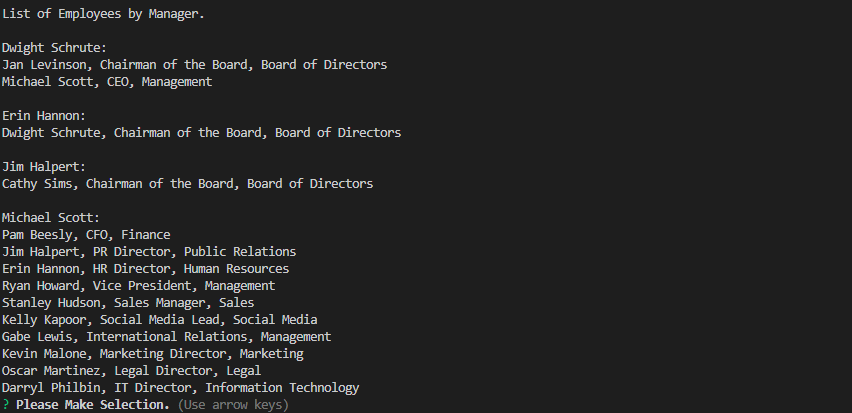 List of Employees by Manager.
Dwight Schrute:
Jan Levinson, Chairman of the Board, Board of Directors
Michael Scott, CEO, Management
Erin Hannon:
Dwight Schrute, Chairman of the Board, Board of Directors
Jim Halpert:
Cathy Sims, Chairman of the Board, Board of Directors
Michael Scott:
Pam Beesly, CFO, Finance
Jim Halpert, PR Director, Public Relations
Erin Hannon, HR Director, Human Resources
Ryan Howard, Vice President, Management
Stanley Hudson, Sales Manager, Sales
Kelly Kapoor, Social Media Lead, Social Media
Gabe Lewis, International Relations, Management
Kevin Malone, Marketing Director, Marketing
Oscar Martinez, Legal Director, Legal
Darryl Philbin, IT Director, Information Technology
? Please Make Selection. (Use arrow keys)